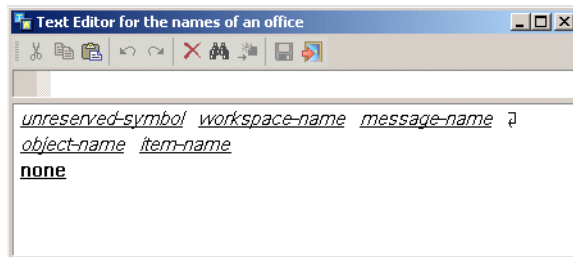 Text Editor for the names of an office
unreserved-symbol workspace-name message-name
object-name item-name
none